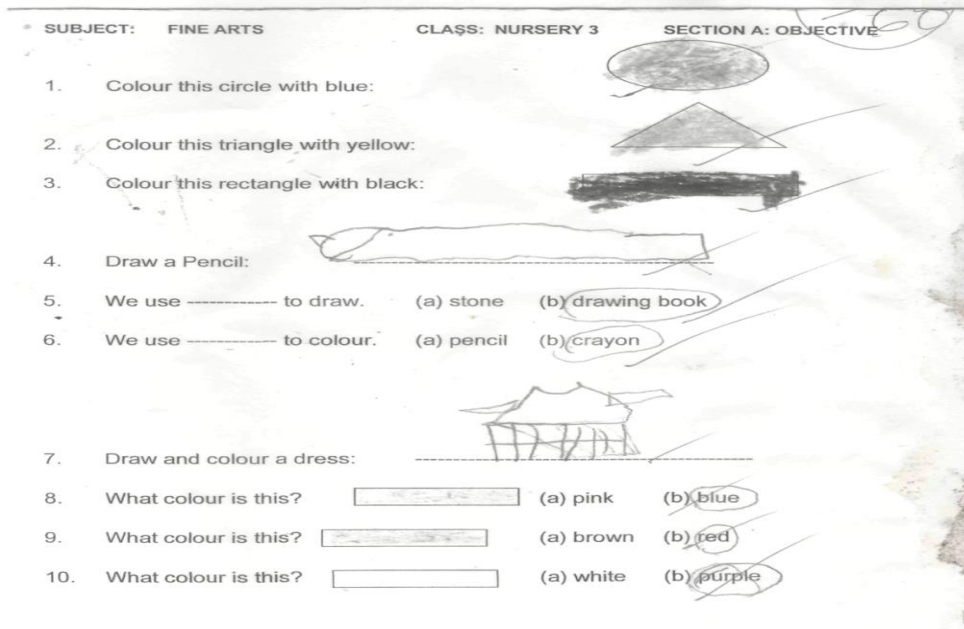 SUBJECT: FINE ARTS CLASS: NURSERY 3 SECTION A: OBJECTIVE
1. Colour this circle with blue:
2. Colour this triangle with yellow:
3. Colour this rectangle with black:
4. Draw a Pencil:
5. We use ------------ to draw. (a) stone (b) drawing book
6. We use ------------ to colour. (a) pencil (b) crayon
7. Draw and colour a dress:
8. What colour is this? (a) pink (b) blue
9. What colour is this? (a) brown (b) red
10. What colour is this? (a) white (b) purple